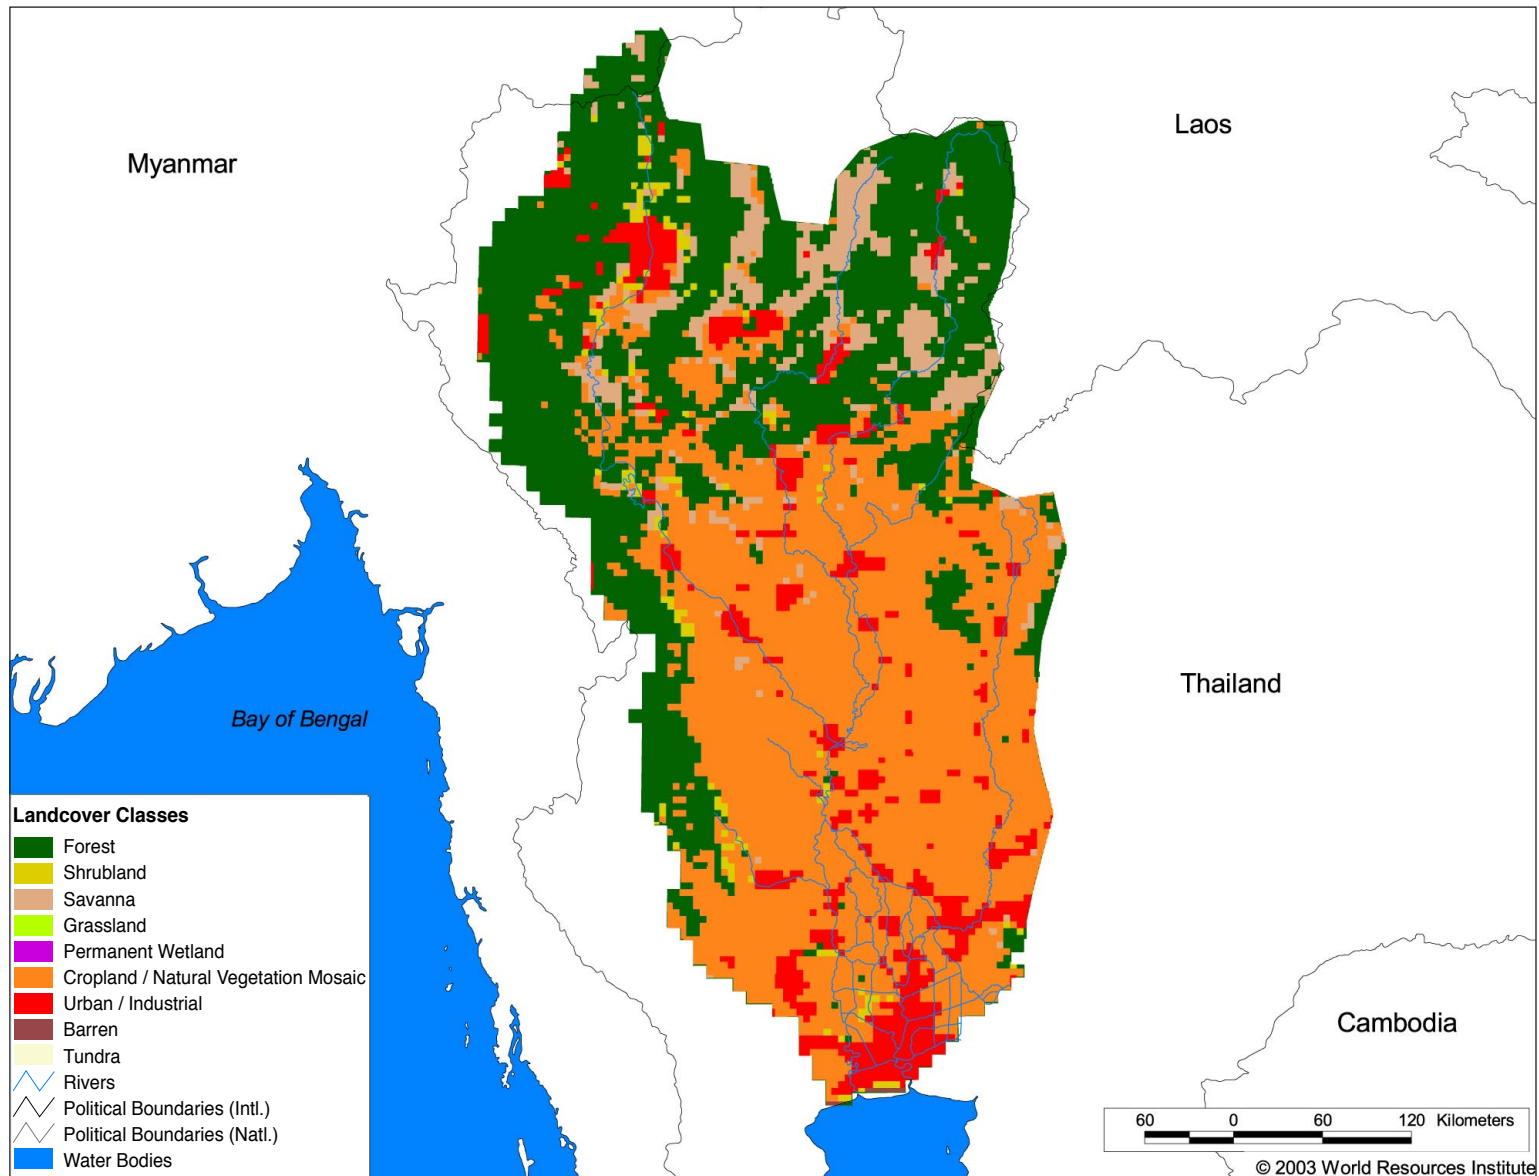 Myanmar
Laos
Bay of Bengal
Thailand
Cambodia
Landcover Classes
Forest
Shrubland
Savanna
Grassland
Permanent Wetland
Cropland / Natural Vegetation Mosaic
Urban / Industrial
Barren
Tundra
Rivers
Political Boundaries (Intl.)
Political Boundaries (Natl.)
Water Bodies
60 0 60 120 Kilometers
© 2003 World Resources Institute